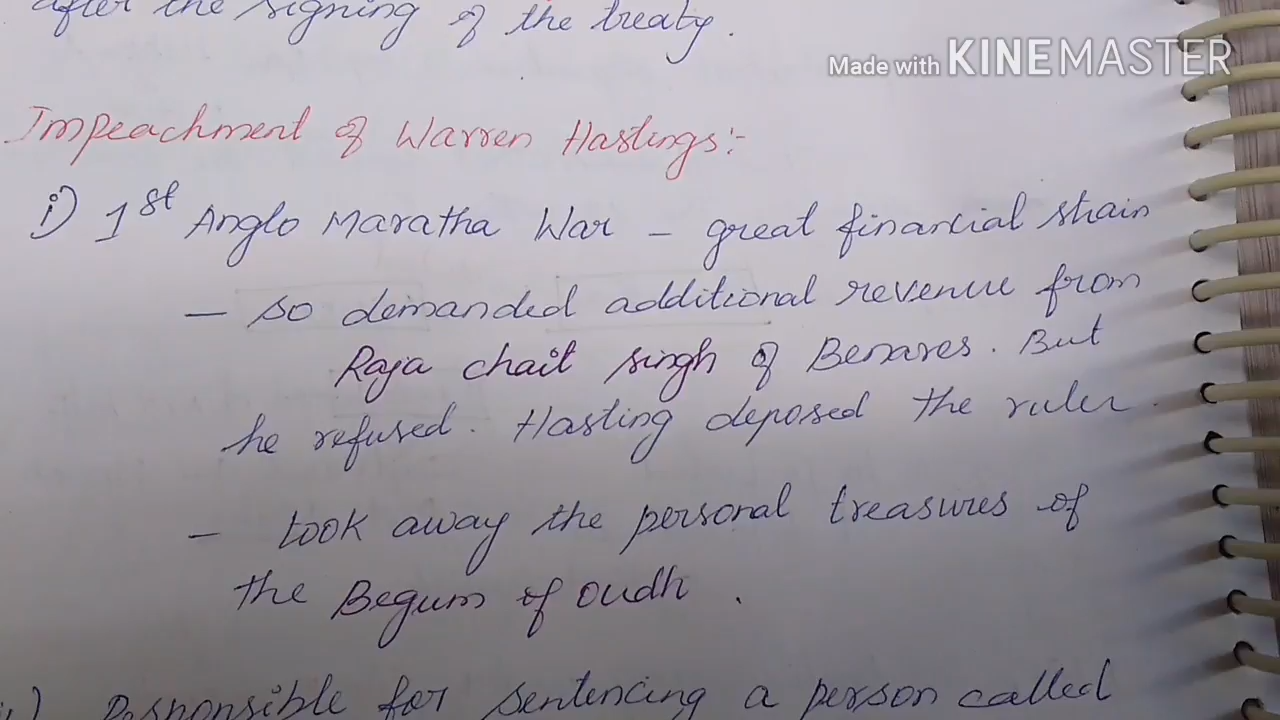 after the signing of the treaty.
Made with KINEMASTER
Impeachment of Warren Hastings:-
i) 1st Anglo Maratha War – great financial strain
– so demanded additional revenue from
Raja chait singh of Benares. But
he refused. Hasting deposed the ruler.
– took away the personal treasures of
the Begum of oudh.
Responsible for sentencing a person called